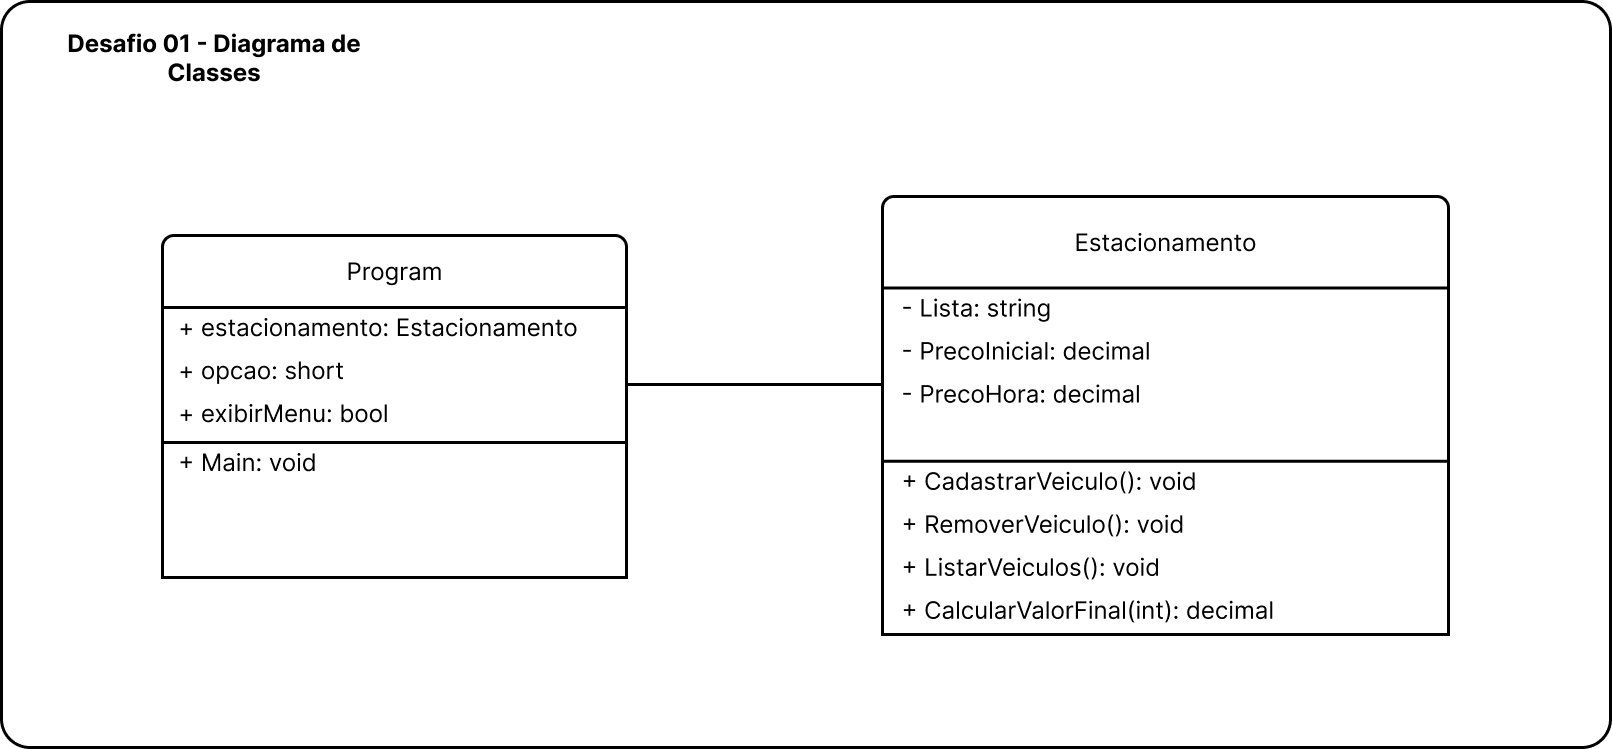 Desafio 01 - Diagrama de
Classes
Program
+ estacionamento: Estacionamento
+ opcao: short
+ exibirMenu: bool
+ Main: void
Estacionamento
- Lista: string
- PrecoInicial: decimal
- PrecoHora: decimal
+ CadastrarVeiculo(): void
+ RemoverVeiculo(): void
+ ListarVeiculos(): void
+ CalcularValorFinal(int): decimal